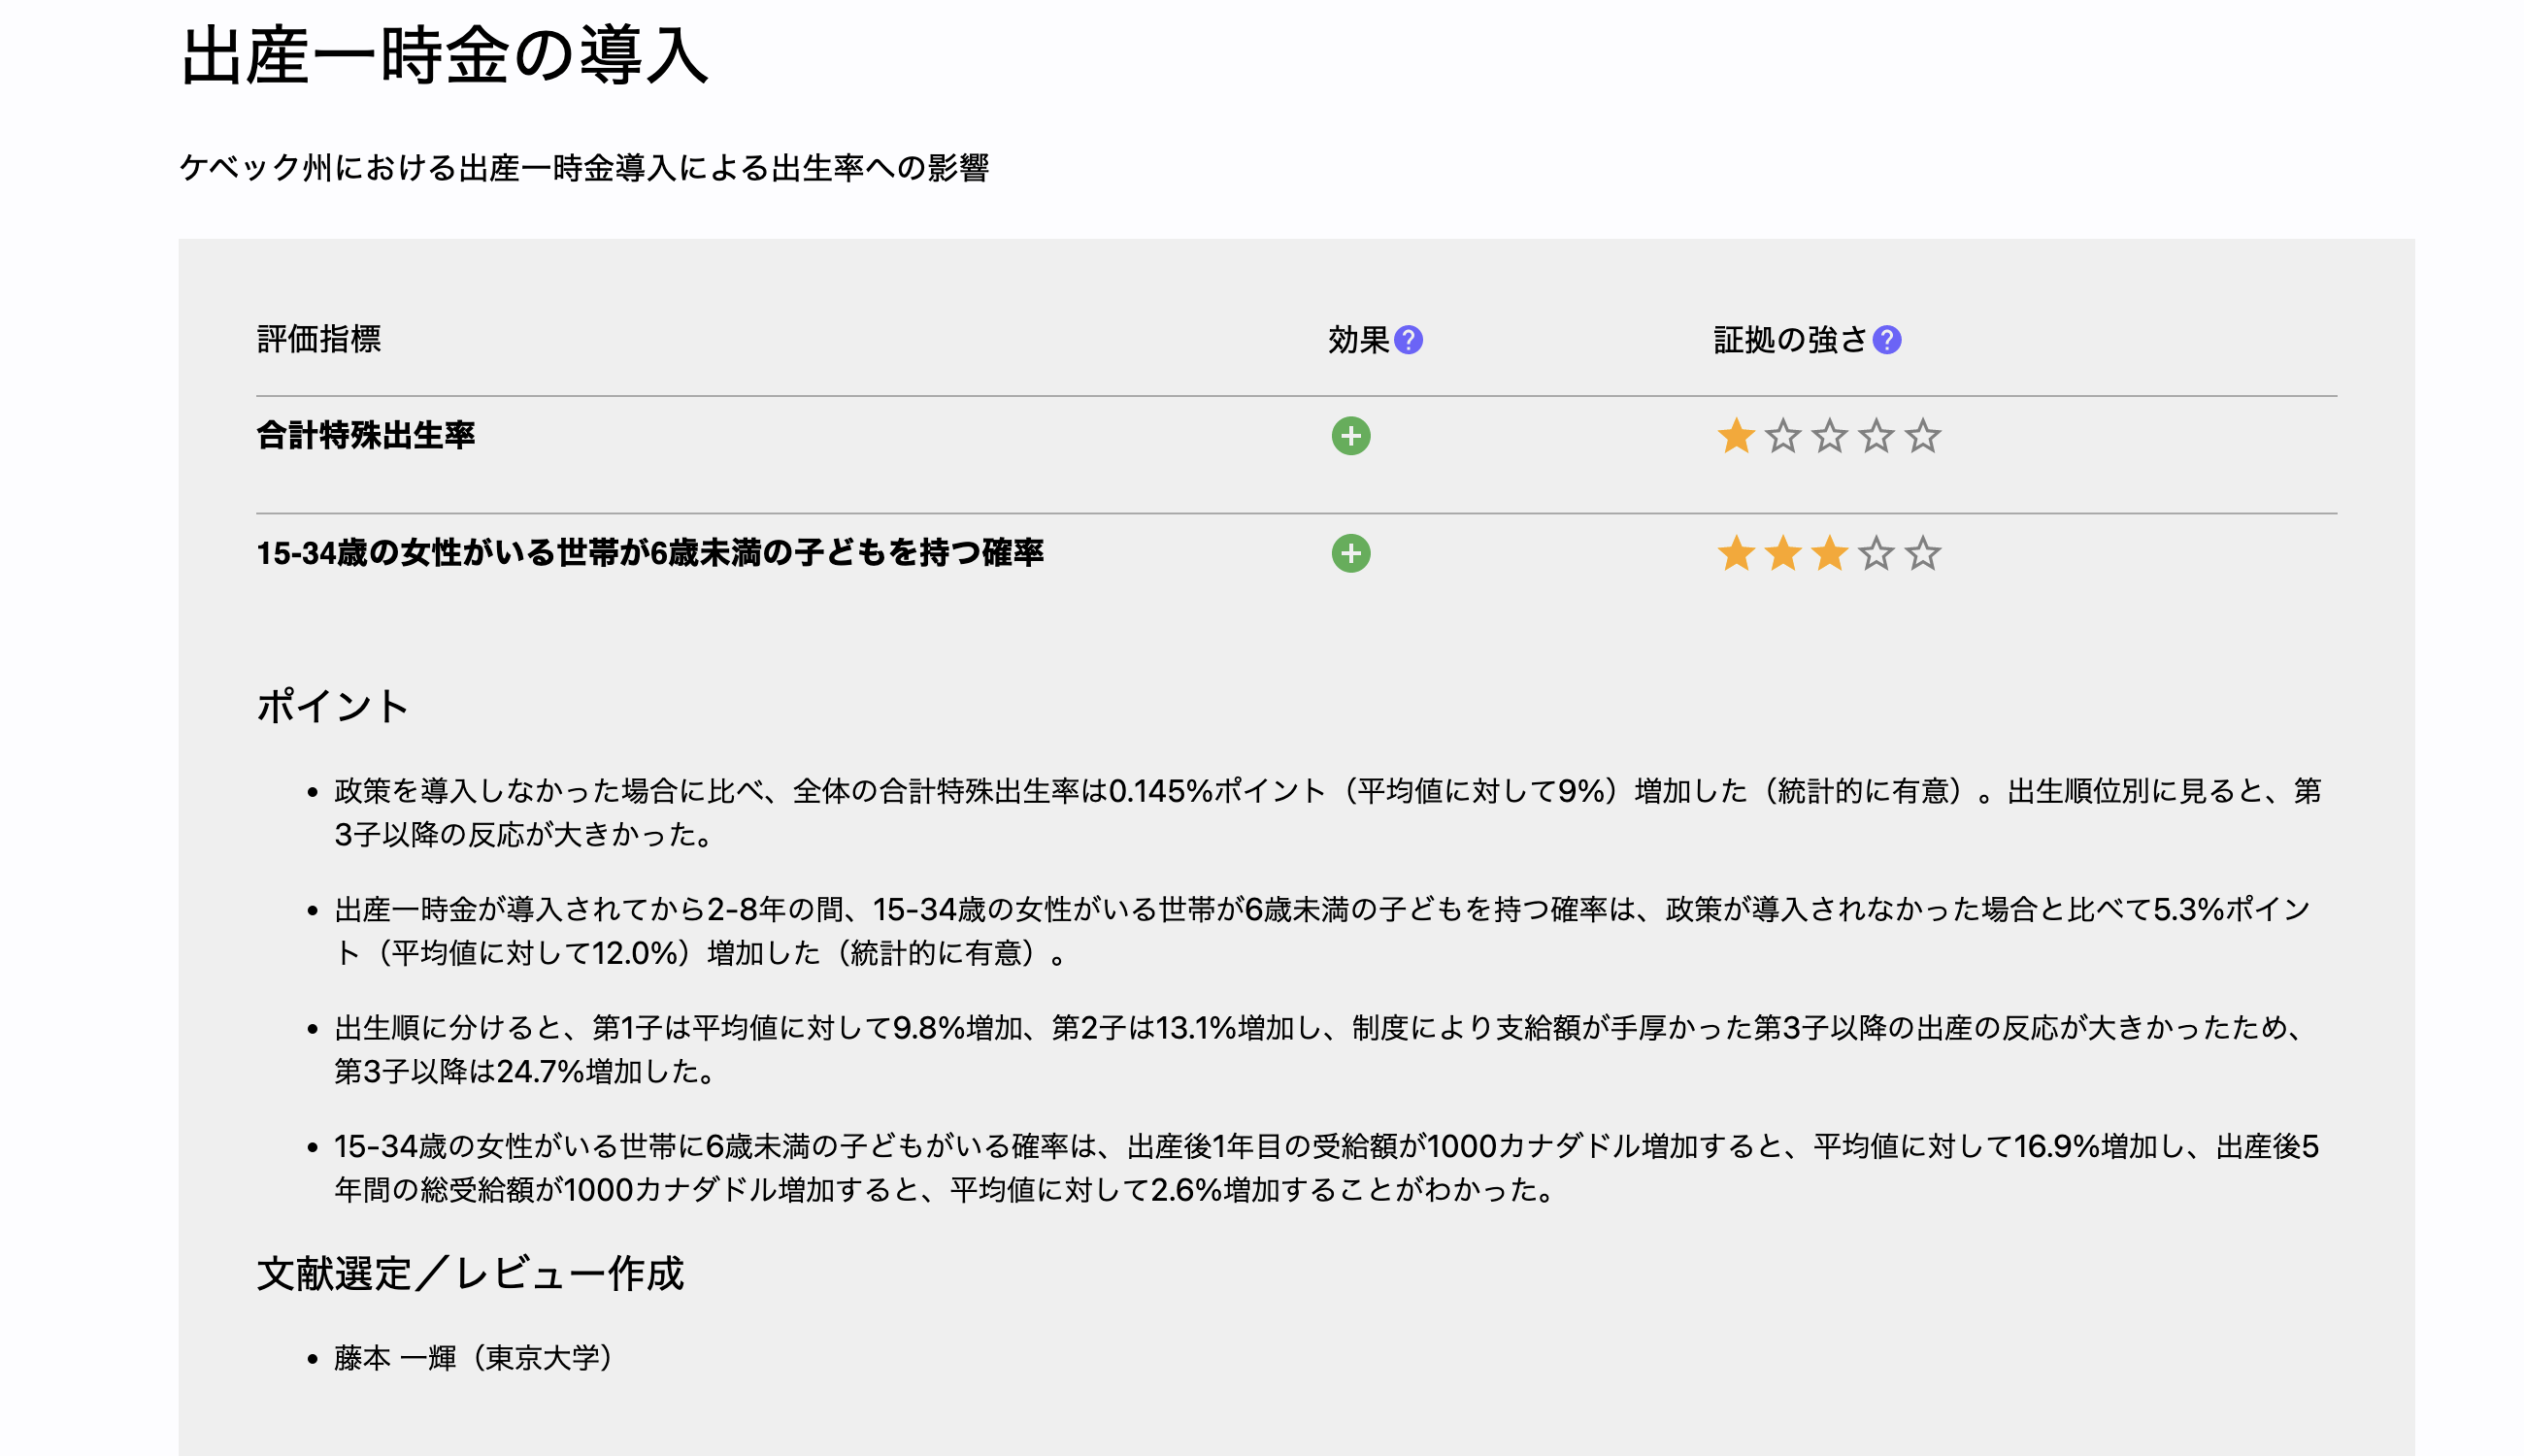 出産一時金の導入
ケベック州における出産一時金導入による出生率への影響
評価指標 効果? 証拠の強さ?
合計特殊出生率
15-34歳の女性がいる世帯が6歳未満の子どもを持つ確率
ポイント
• 政策を導入しなかった場合に比べ、全体の合計特殊出生率は0.145%ポイント（平均値に対して9%）増加した（統計的に有意）。出生順位別に見ると、第
3子以降の反応が大きかった。
• 出産一時金が導入されてから2-8年の間、15-34歳の女性がいる世帯が6歳未満の子どもを持つ確率は、政策が導入されなかった場合と比べて5.3%ポイン
ト（平均値に対して12.0%）増加した（統計的に有意）。
• 出生順に分けると、第1子は平均値に対して9.8%増加、第2子は13.1%増加し、制度により支給額が手厚かった第3子以降の出産の反応が大きかったため、
第3子以降は24.7%増加した。
• 15-34歳の女性がいる世帯に6歳未満の子どもがいる確率は、出産後1年目の受給額が1000カナダドル増加すると、平均値に対して16.9%増加し、出産後5
年間の総受給額が1000カナダドル増加すると、平均値に対して2.6%増加することがわかった。
文献選定／レビュー作成
• 藤本 一輝（東京大学）